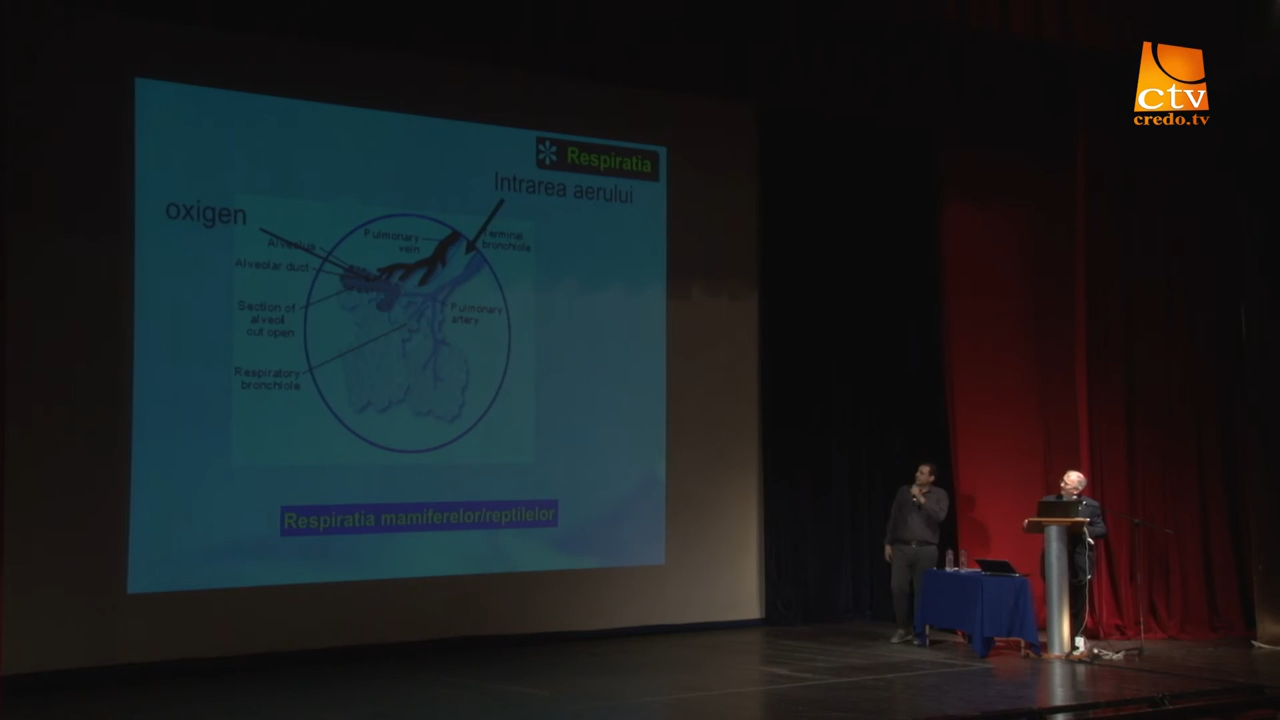 ctv
credo.tv
Respiratia
Intrarea aerului
oxigen
Pulmonary
vein
Terminal
bronchiole
Alveolus
Alveolar duct
Section of
alveoli
cut open
Pulmonary
artery
Respiratory
bronchiole
Respiratia mamiferelor/reptilelor